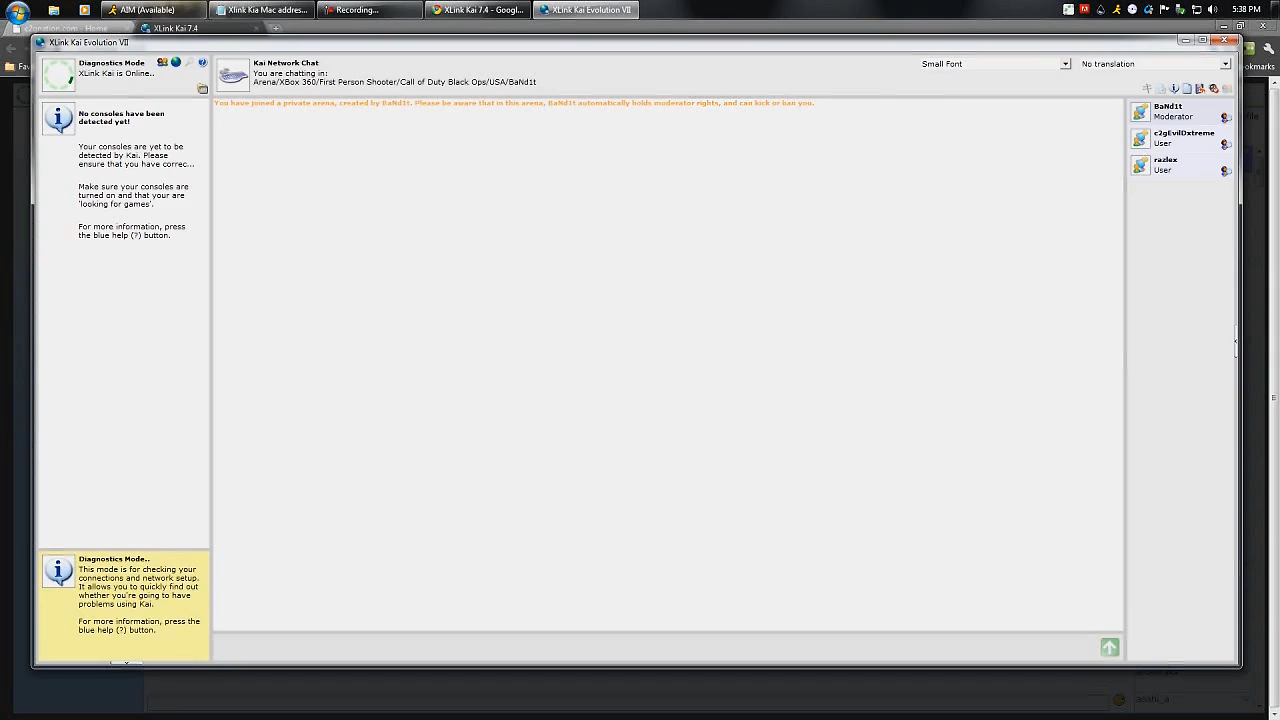 AIM (Available)
Xlink Kia Mac addres...
Recording...
XLink Kai 7.4 - Googl...
XLink Kai Evolution VII
5:38 PM
c2gnation.com - Home
XLink Kai 7.4
XLink Kai Evolution VII
Fav
ookmarks
Diagnostics Mode
XLink Kai is Online..
Kai Network Chat
You are chatting in:
Arena/XBox 360/First Person Shooter/Call of Duty Black Ops/USA/BaNd1t
Small Font
No translation
You have joined a private arena, created by BaNd1t. Please be aware that in this arena, BaNd1t automatically holds moderator rights, and can kick or ban you.
No consoles have been
detected yet!
Your consoles are yet to be
detected by Kai. Please
ensure that you have correc...
Make sure your consoles are
turned on and that your are
'looking for games'.
For more information, press
the blue help (?) button.
BaNd1t
Moderator
c2gEvilDxtreme
User
razlex
User
Diagnostics Mode..
This mode is for checking your
connections and network setup.
It allows you to quickly find out
whether you're going to have
problems using Kai.
For more information, press the
blue help (?) button.
asahi_a